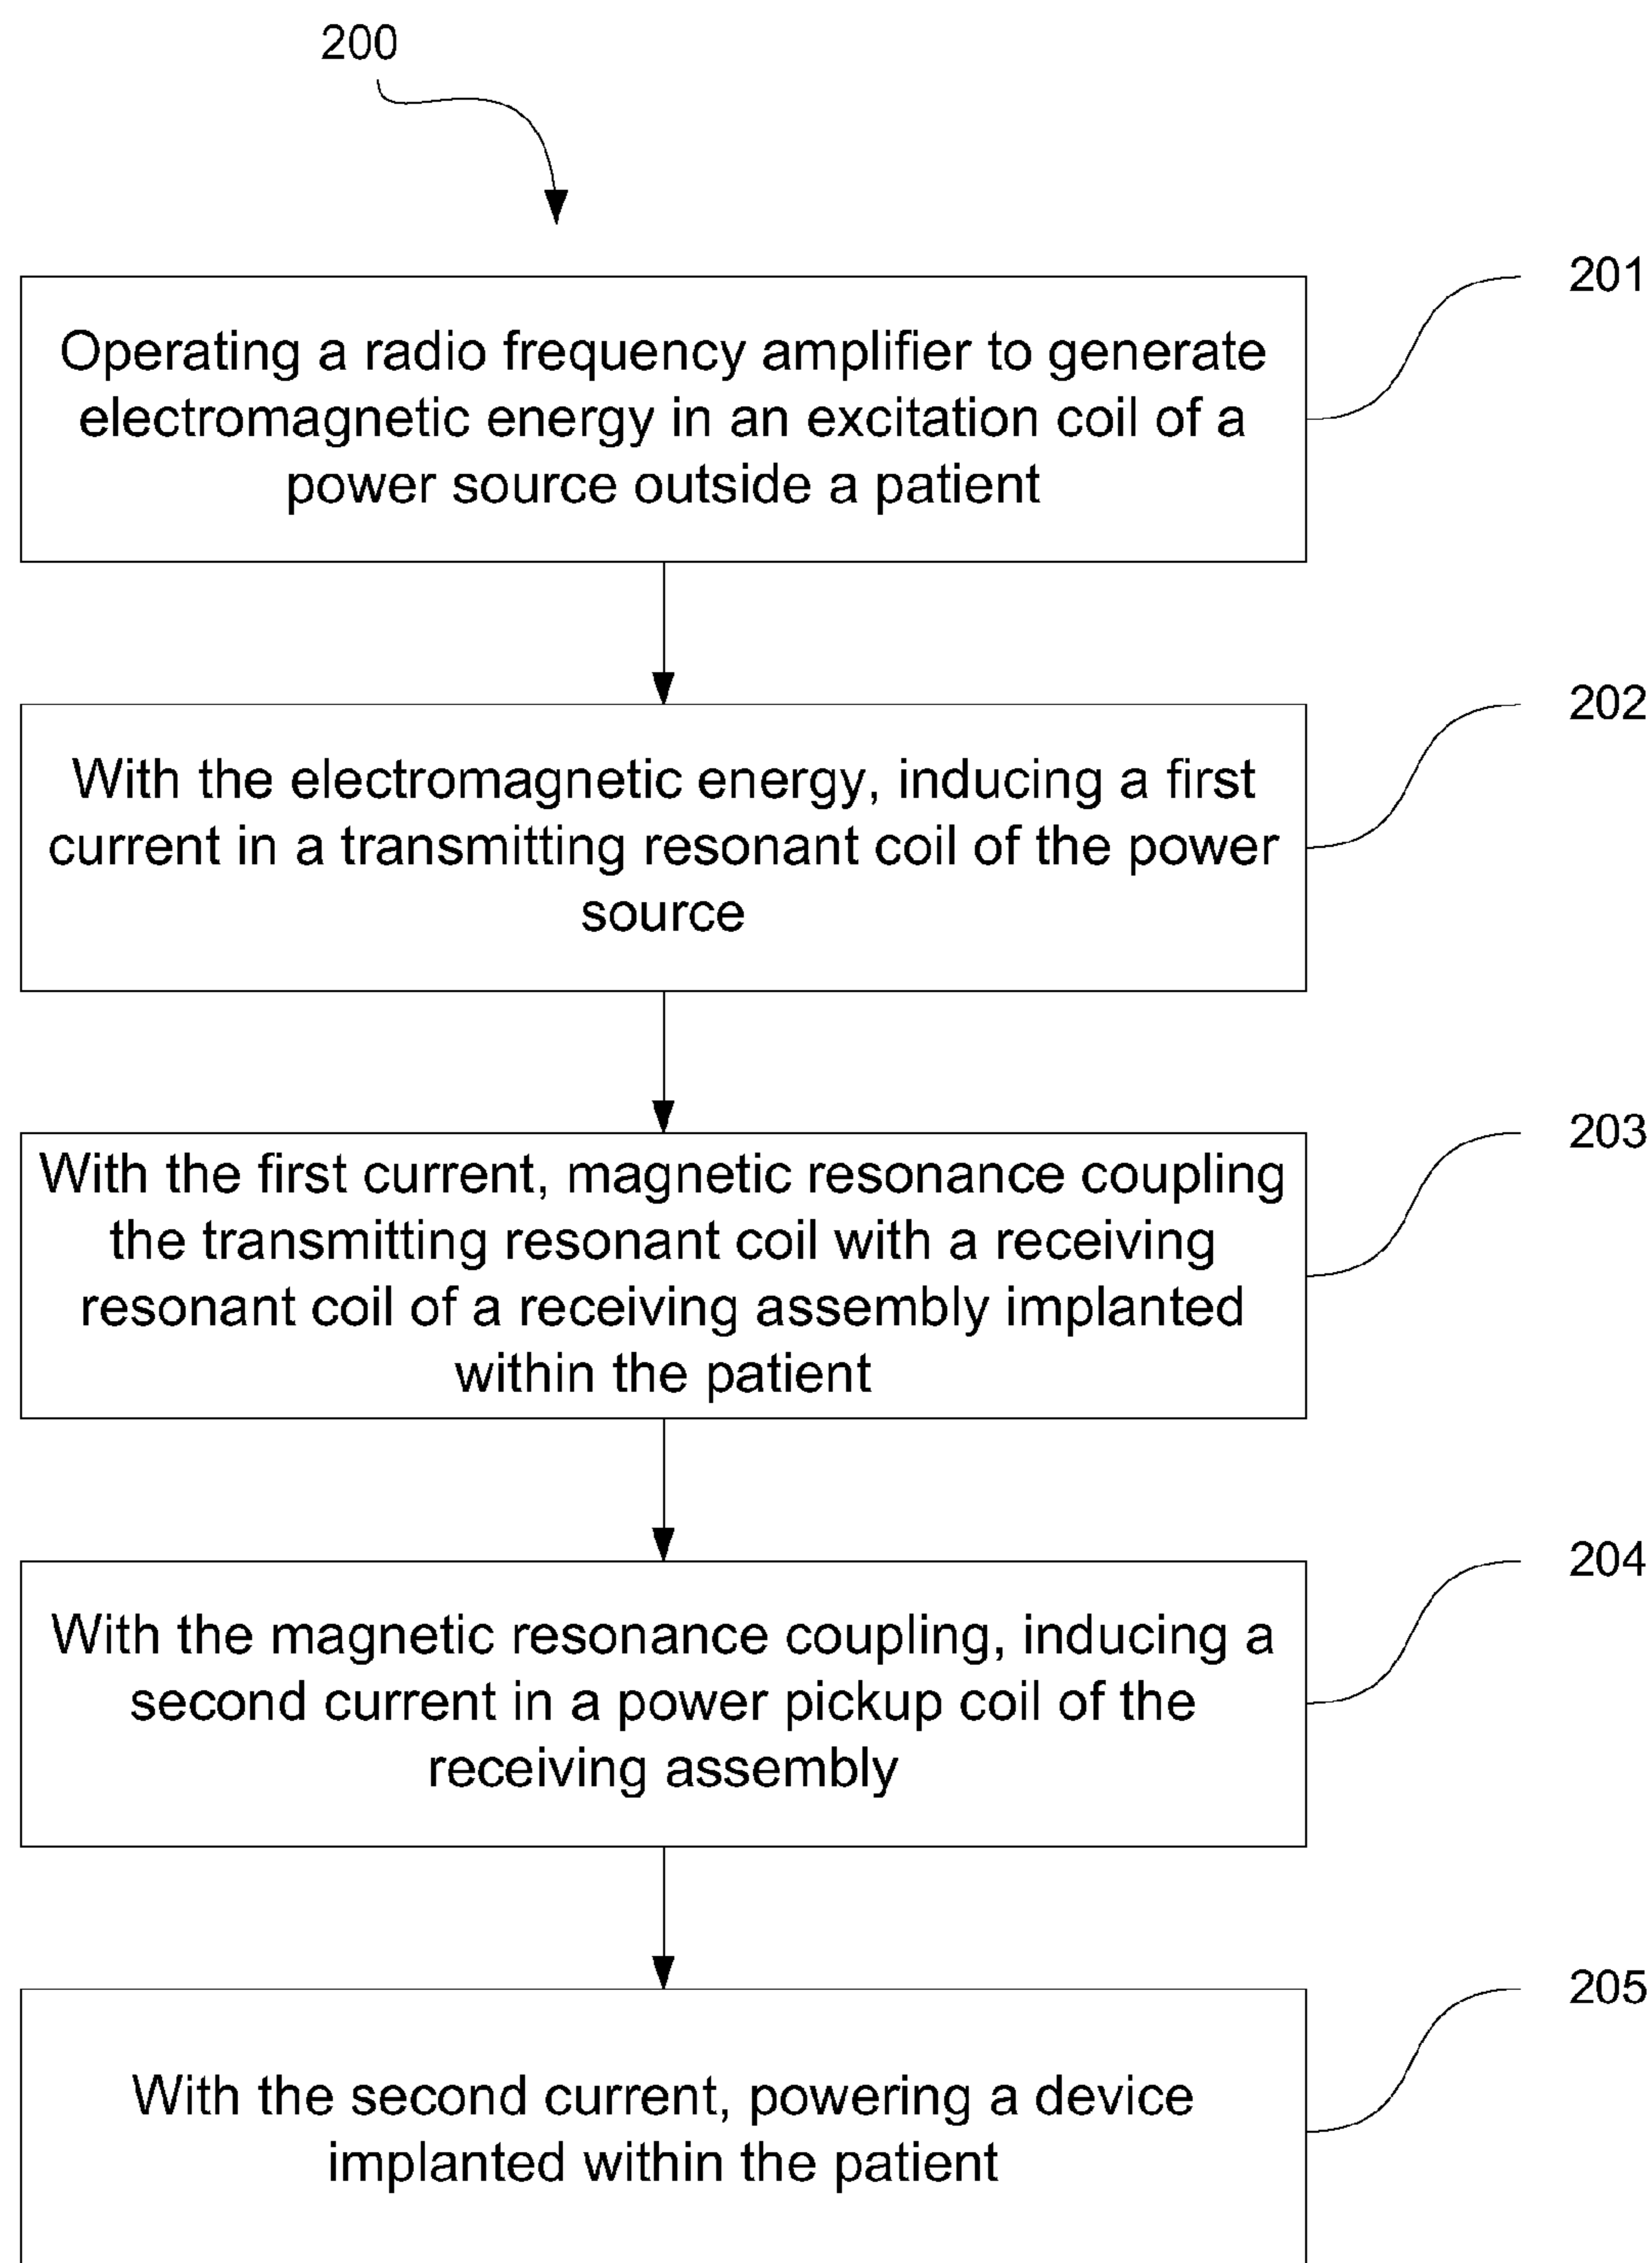 200
201
Operating a radio frequency amplifier to generate
electromagnetic energy in an excitation coil of a
power source outside a patient
202
With the electromagnetic energy, inducing a first
current in a transmitting resonant coil of the power
source
203
With the first current, magnetic resonance coupling
the transmitting resonant coil with a receiving
resonant coil of a receiving assembly implanted
within the patient
204
With the magnetic resonance coupling, inducing a
second current in a power pickup coil of the
receiving assembly
205
With the second current, powering a device
implanted within the patient